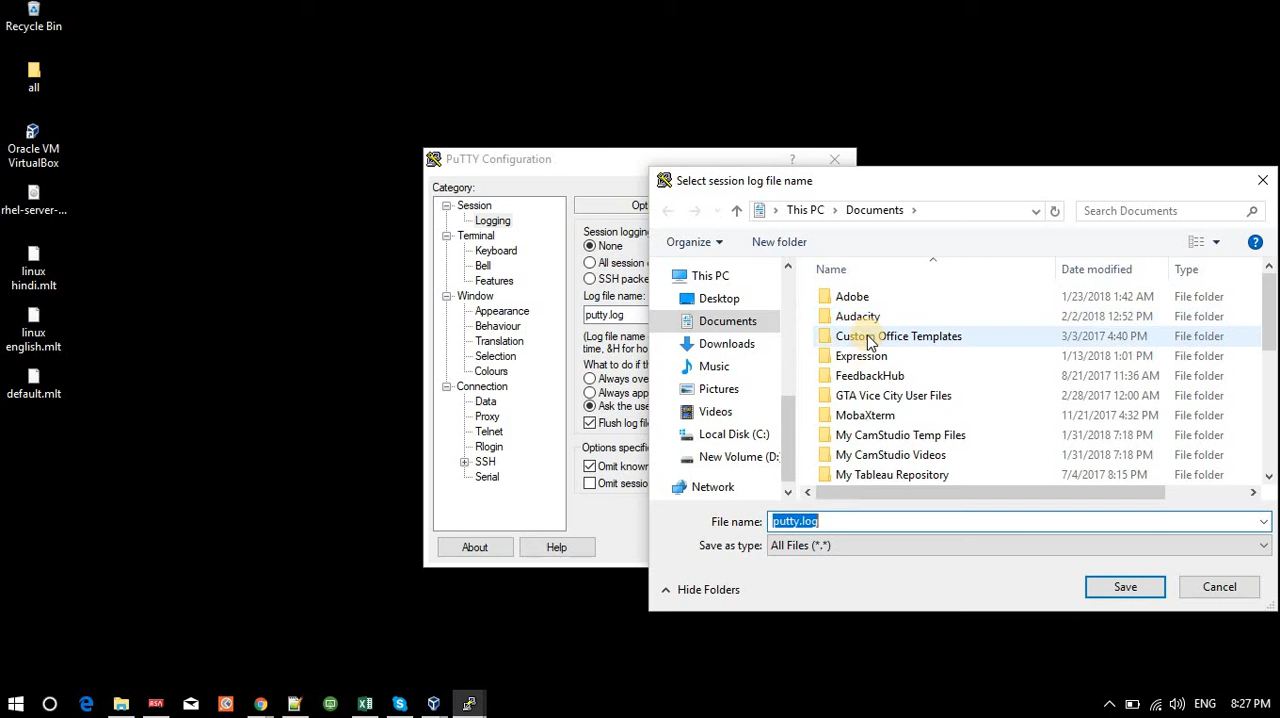 Recycle Bin
all
Oracle VM
VirtualBox
rhel-server-...
linux
hindi.mlt
linux
english.mlt
default.mlt
PuTTY Configuration
?
Category:
Session
Logging
Terminal
Keyboard
Bell
Features
Window
Appearance
Behaviour
Translation
Selection
Colours
Connection
Data
Proxy
Telnet
Rlogin
SSH
Serial
About
Help
Session logging
None
All session
SSH packe
Log file name:
putty.log
(Log file name
time, &H for h
What to do if
Always ove
Always app
Ask the use
Flush log fil
Options specifi
Omit known
Omit sessio
Select session log file name
This PC
Documents
Search Documents
Organize
New folder
?
This PC
Desktop
Documents
Downloads
Music
Pictures
Videos
Local Disk (C:)
New Volume (D:
Network
Name
Date modified
Type
Adobe 1/23/2018 1:42 AM File folder
Audacity 2/2/2018 12:52 PM File folder
Custom Office Templates 3/3/2017 4:40 PM File folder
Expression 1/13/2018 1:01 PM File folder
FeedbackHub 8/21/2017 11:36 AM File folder
GTA Vice City User Files 2/28/2017 12:00 AM File folder
MobaXterm 11/21/2017 4:32 PM File folder
My CamStudio Temp Files 1/31/2018 7:18 PM File folder
My CamStudio Videos 1/31/2018 7:18 PM File folder
My Tableau Repository 7/4/2017 8:15 PM File folder
File name: putty.log
Save as type: All Files (*.*)
Hide Folders
Save
Cancel
RSA
ENG
8:27 PM